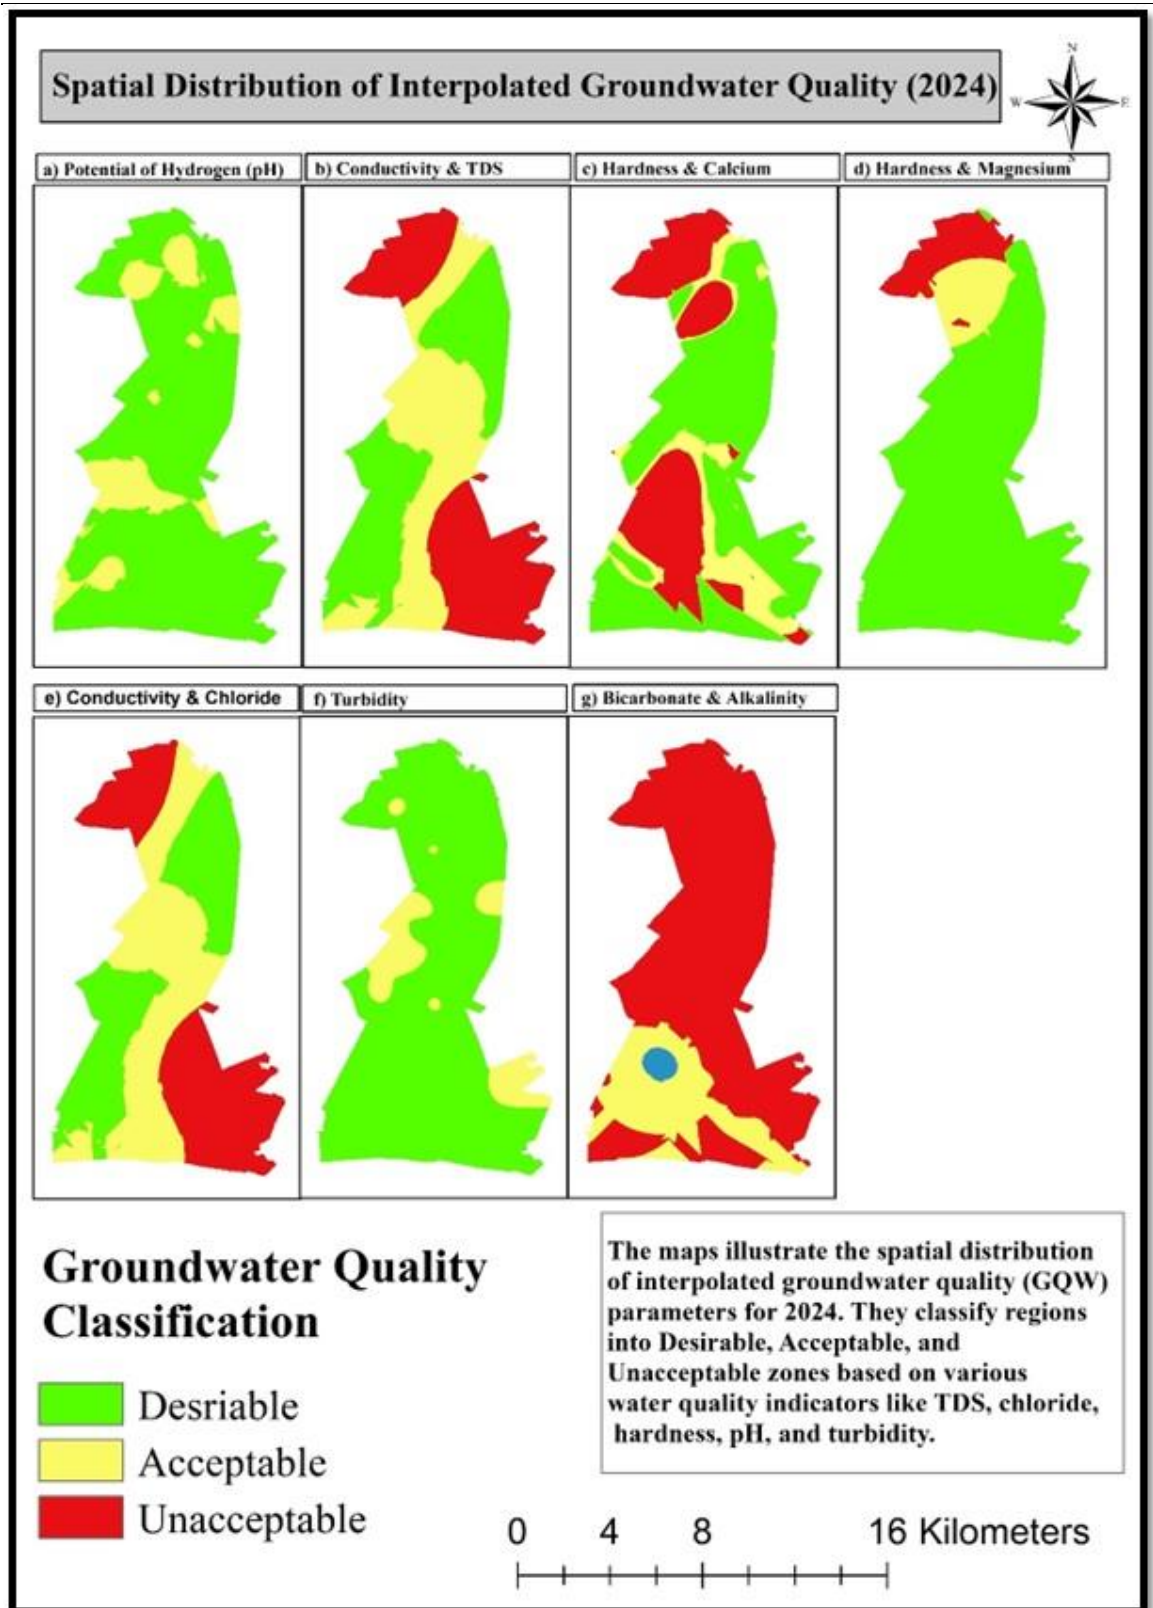 Spatial Distribution of Interpolated Groundwater Quality (2024)
N
W
E
S
a) Potential of Hydrogen (pH)
b) Conductivity & TDS
c) Hardness & Calcium
d) Hardness & Magnesium
e) Conductivity & Chloride
f) Turbidity
g) Bicarbonate & Alkalinity
Groundwater Quality
Classification
Desriable
Acceptable
Unacceptable
The maps illustrate the spatial distribution
of interpolated groundwater quality (GQW)
parameters for 2024. They classify regions
into Desirable, Acceptable, and
Unacceptable zones based on various
water quality indicators like TDS, chloride,
hardness, pH, and turbidity.
0 4 8 16 Kilometers